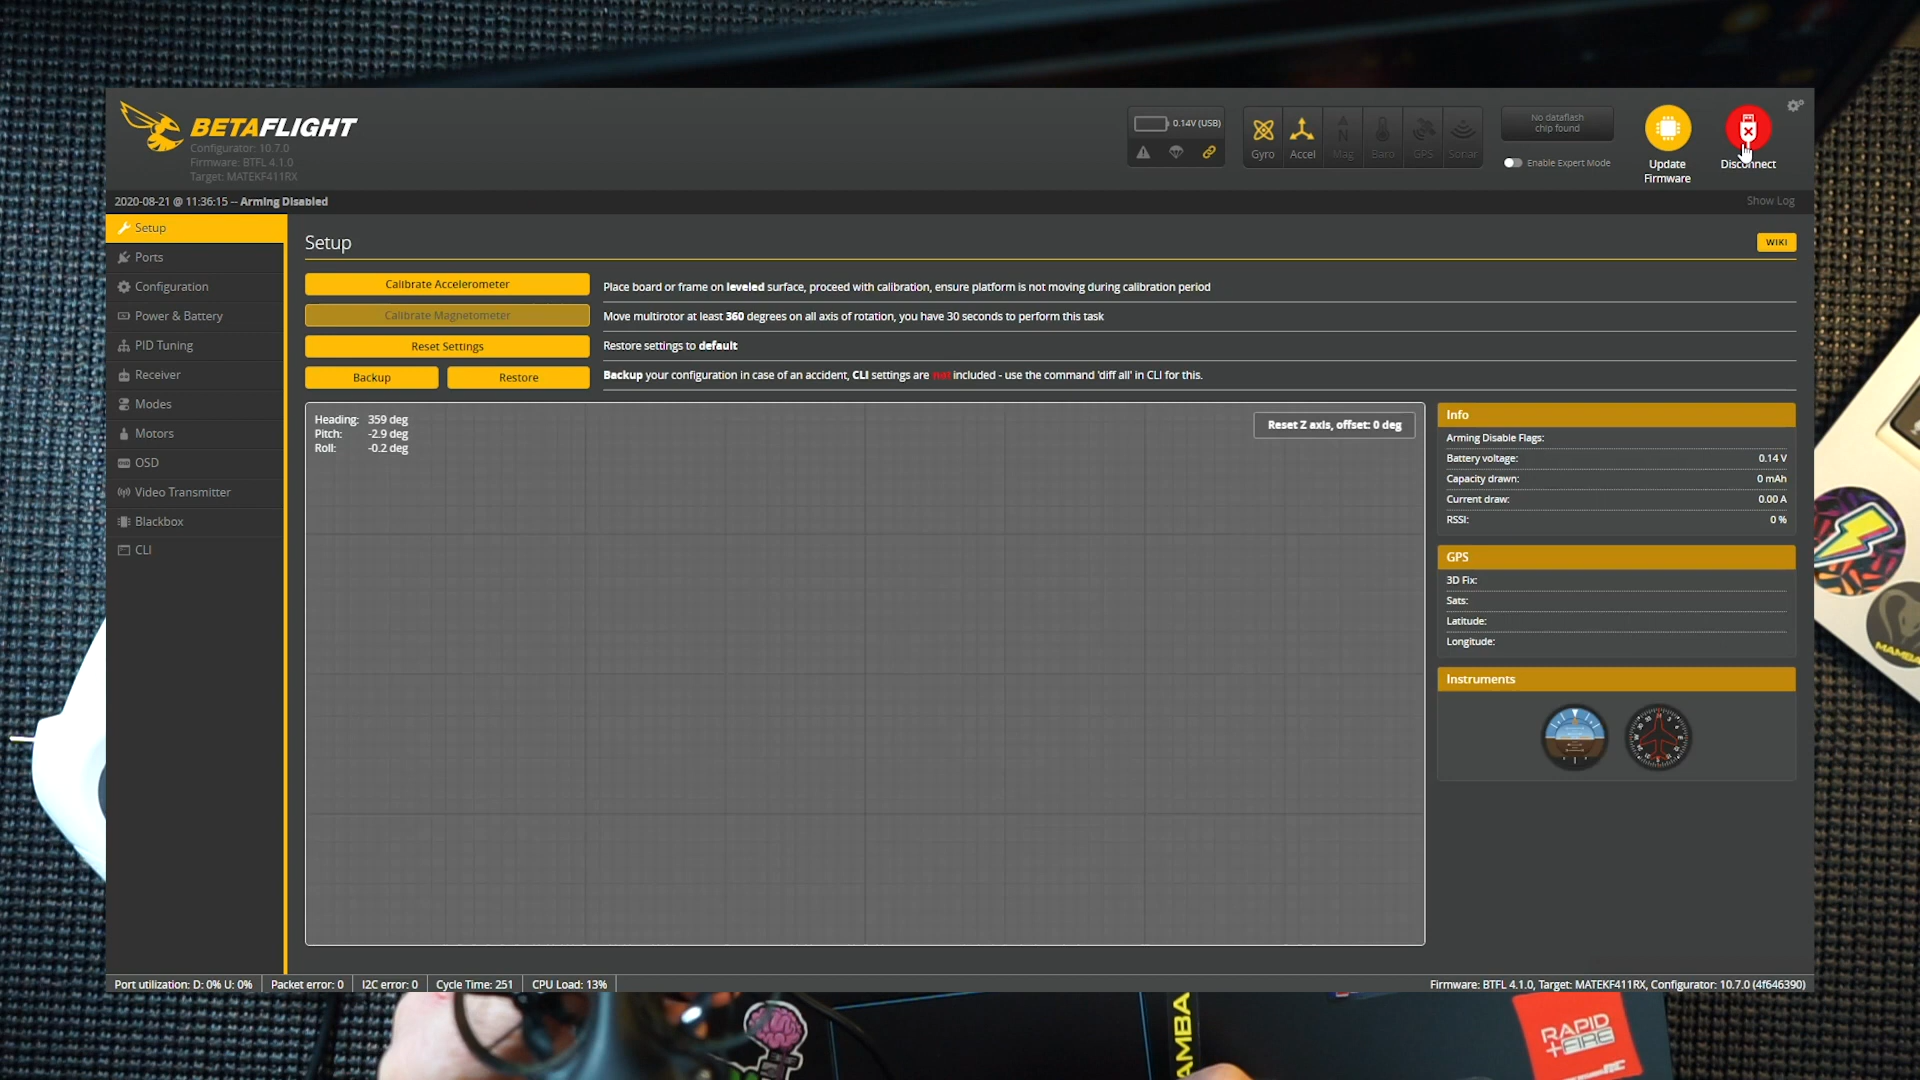 BETAFLIGHT
Configurator: 10.7.0
Firmware: BTFL 4.1.0
Target: MATEKF411RX
0.14V (USB)
Gyro
Accel
Mag
Baro
GPS
Sonar
No dataflash
chip found
Enable Expert Mode
Update
Firmware
Disconnect
2020-08-21 @ 11:36:15 -- Arming Disabled
Show Log
Setup
Ports
Configuration
Power & Battery
PID Tuning
Receiver
Modes
Motors
OSD
Video Transmitter
Blackbox
CLI
Setup
WIKI
Calibrate Accelerometer
Place board or frame on leveled surface, proceed with calibration, ensure platform is not moving during calibration period
Calibrate Magnetometer
Move multirotor at least 360 degrees on all axis of rotation, you have 30 seconds to perform this task
Reset Settings
Restore settings to default
Backup
Restore
Backup your configuration in case of an accident, CLI settings are not included - use the command 'diff all' in CLI for this.
Heading: 359 deg
Pitch: -2.9 deg
Roll: -0.2 deg
Reset Z axis, offset: 0 deg
Info
Arming Disable Flags:
Battery voltage: 0.14 V
Capacity drawn: 0 mAh
Current draw: 0.00 A
RSSI: 0 %
GPS
3D Fix:
Sats:
Latitude:
Longitude:
Instruments
MAMBA
Port utilization: D: 0% U: 0%
Packet error: 0
I2C error: 0
Cycle Time: 251
CPU Load: 13%
Firmware: BTFL 4.1.0, Target: MATEKF411RX, Configurator: 10.7.0 (4f646390)
AMBA
RAPID
+FIRE